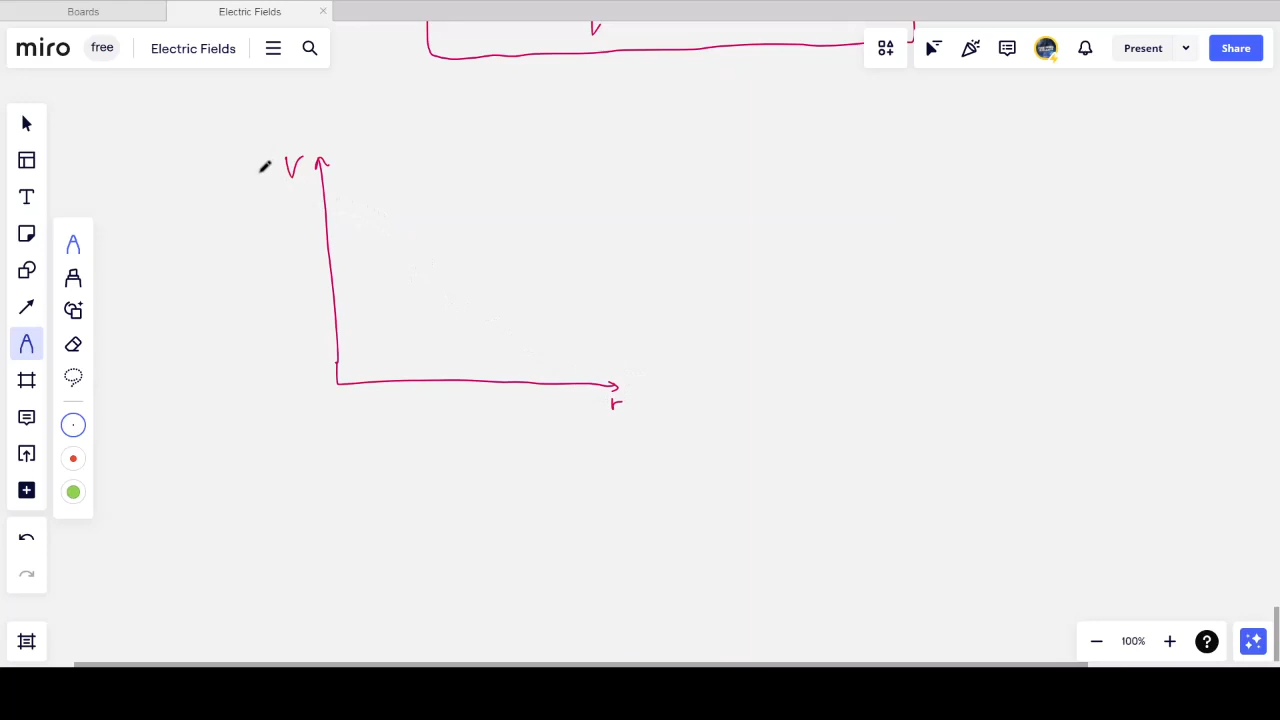 Boards
Electric Fields
miro
free
Electric Fields
Present
Share
V
V
r
100%
?